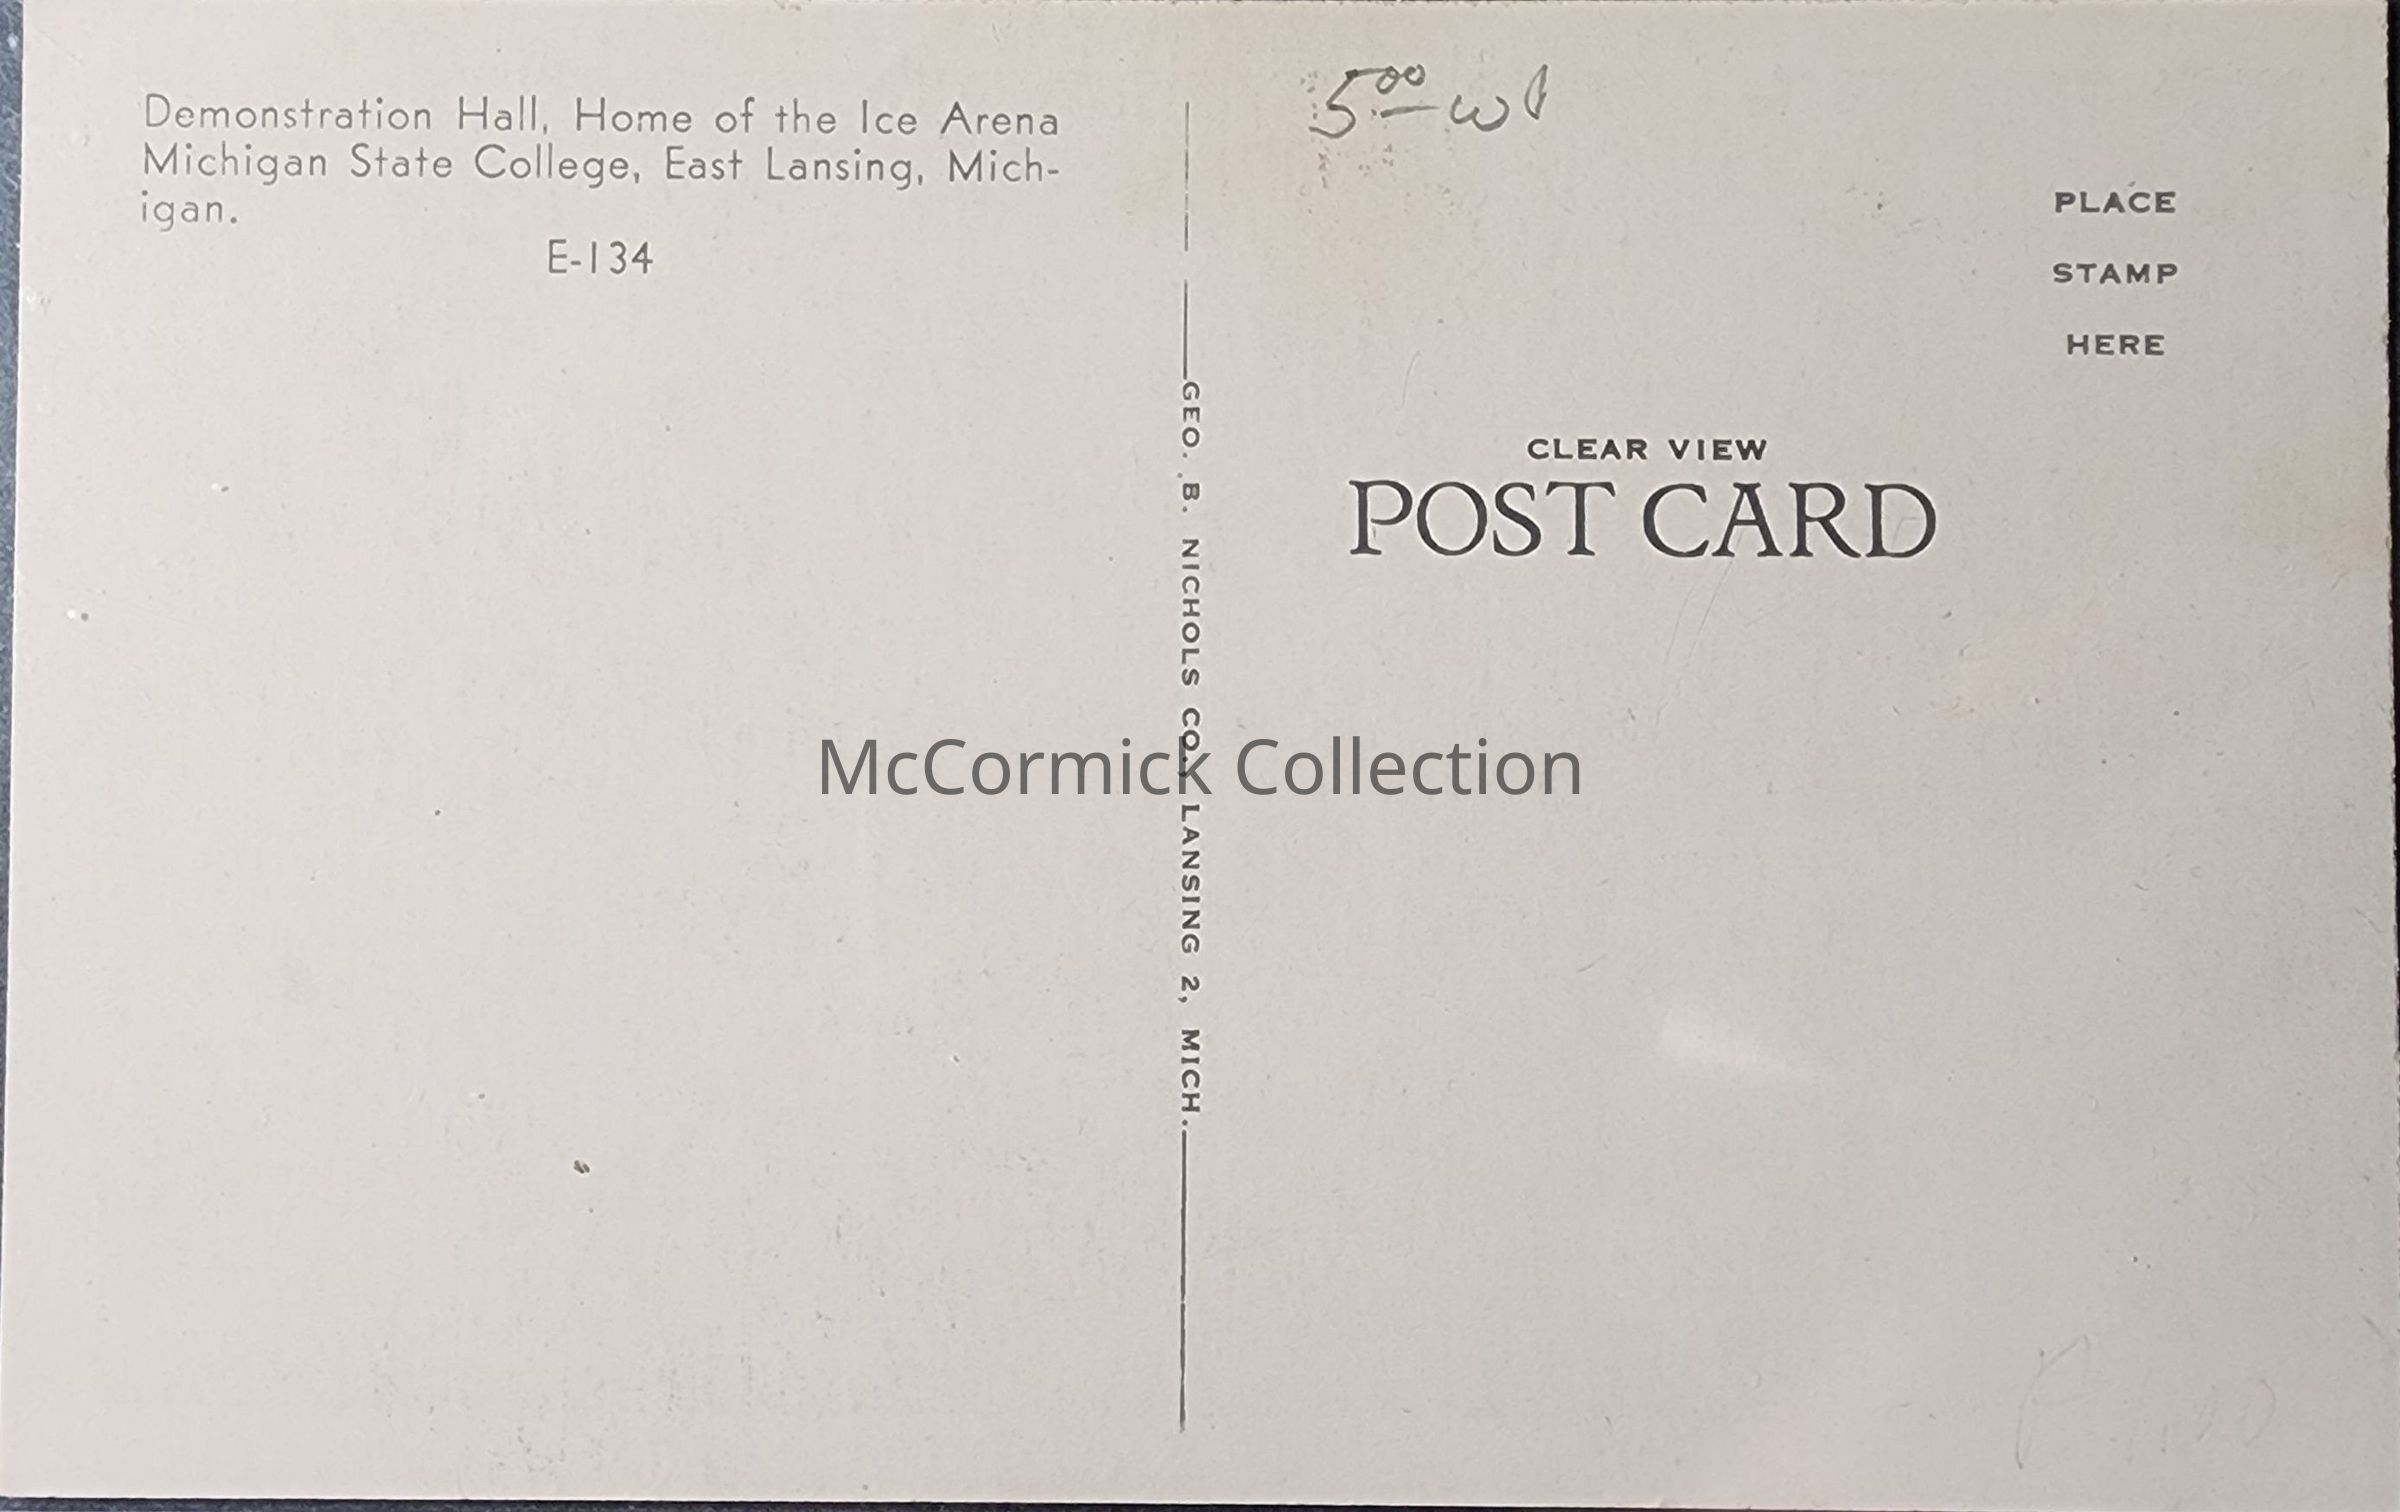 Demonstration Hall, Home of the Ice Arena
Michigan State College, East Lansing, Mich-
igan.
E-134
GEO. B. NICHOLS CO., LANSING 2, MICH.
5.00
PLACE
STAMP
HERE
CLEAR VIEW
POST CARD
McCormick Collection